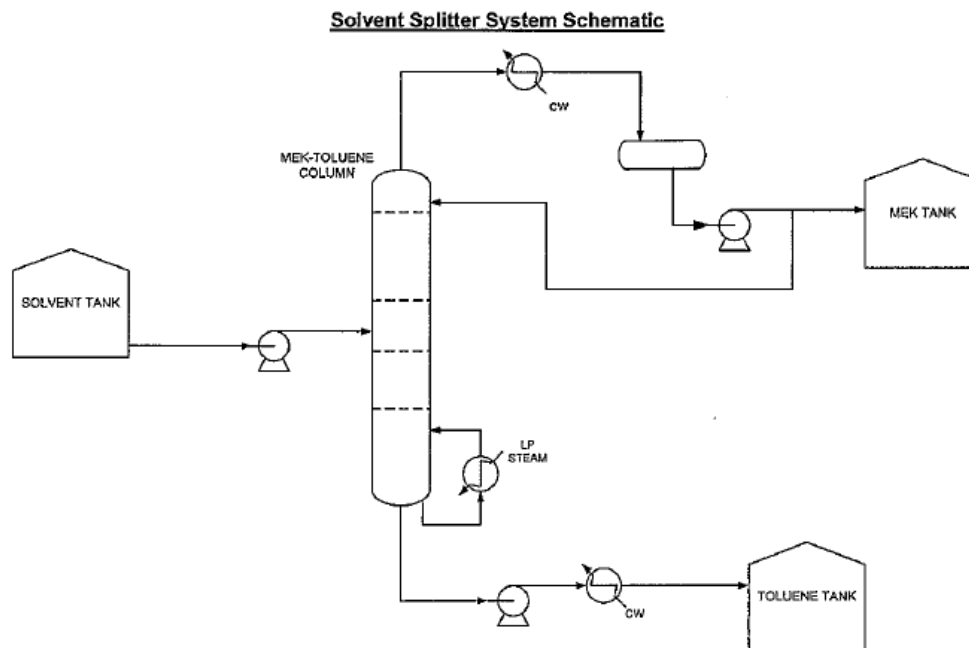 Solvent Splitter System Schematic
CW
MEK-TOLUENE
COLUMN
MEK TANK
SOLVENT TANK
LP
STEAM
TOLUENE TANK
CW